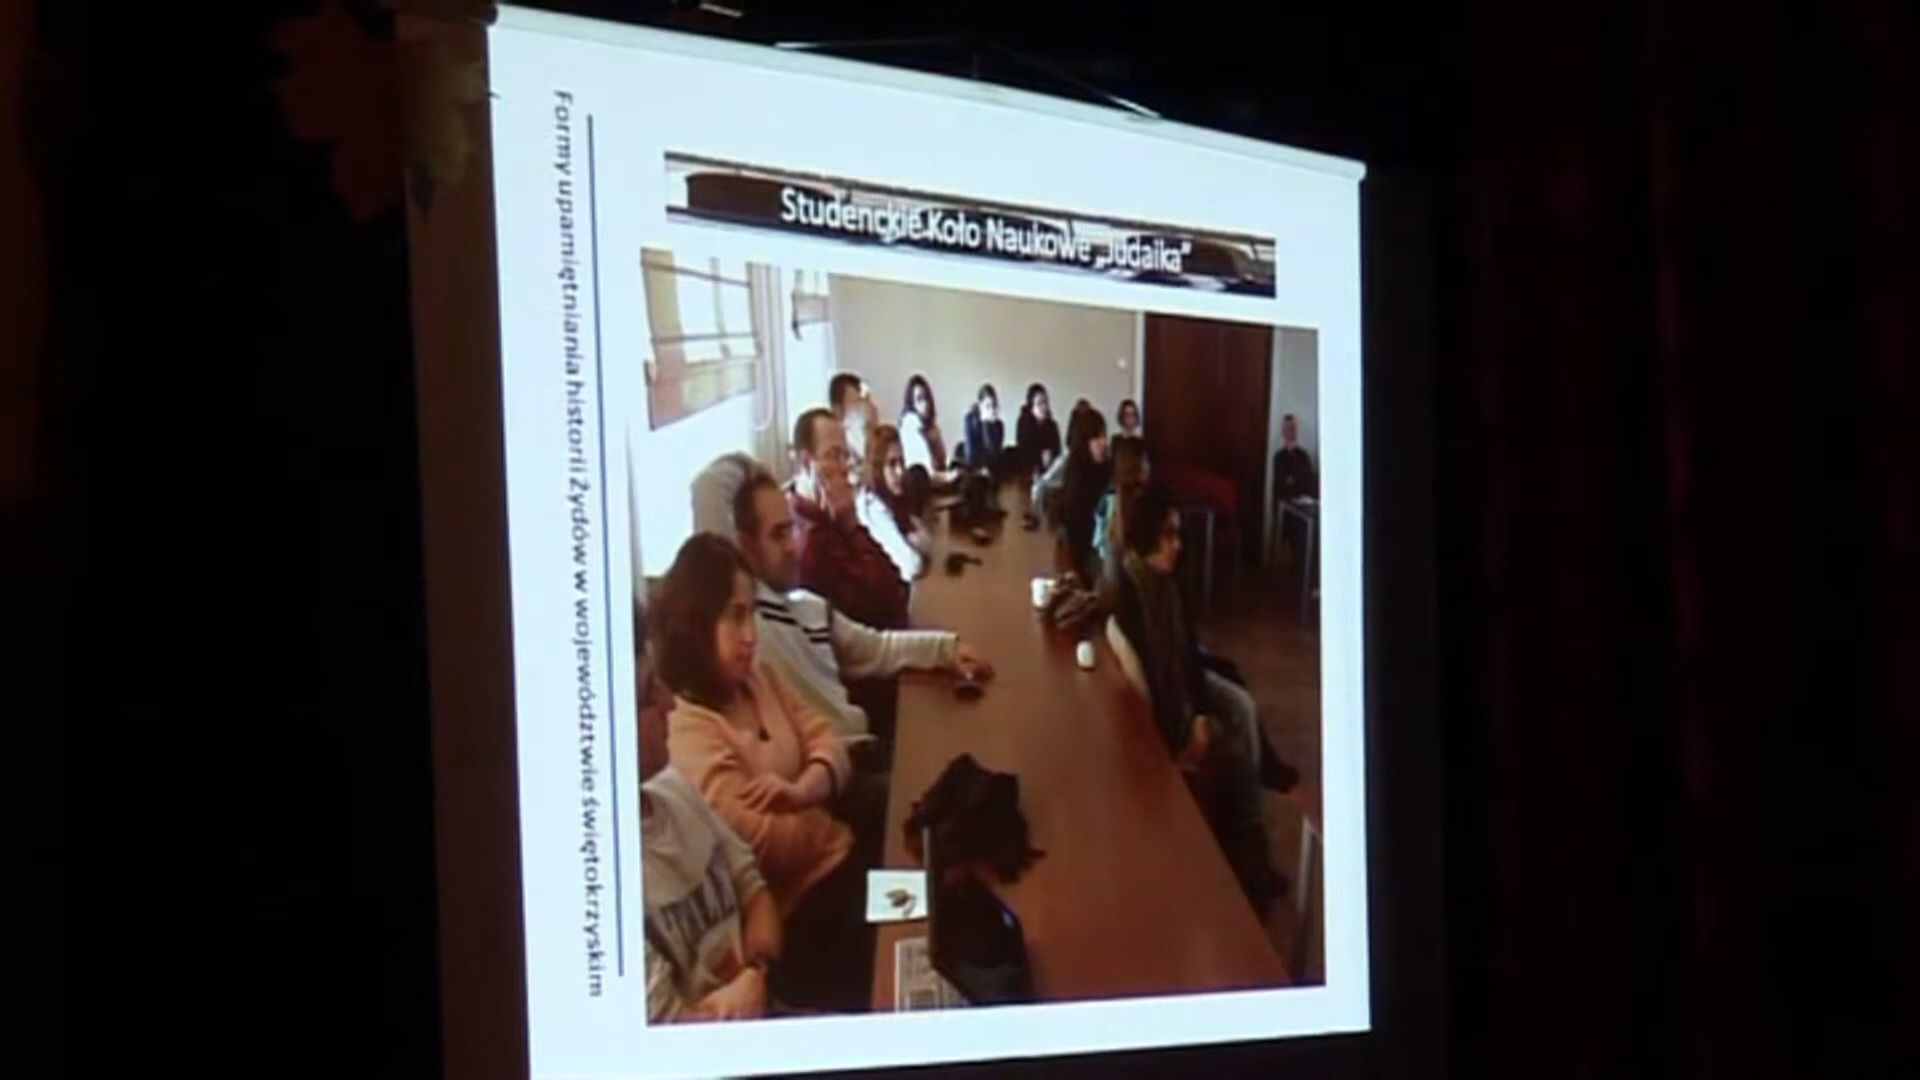 Studenckie Koło Naukowe „Judaika”
Formy upamiętniania historii Żydów w województwie świętokrzyskim